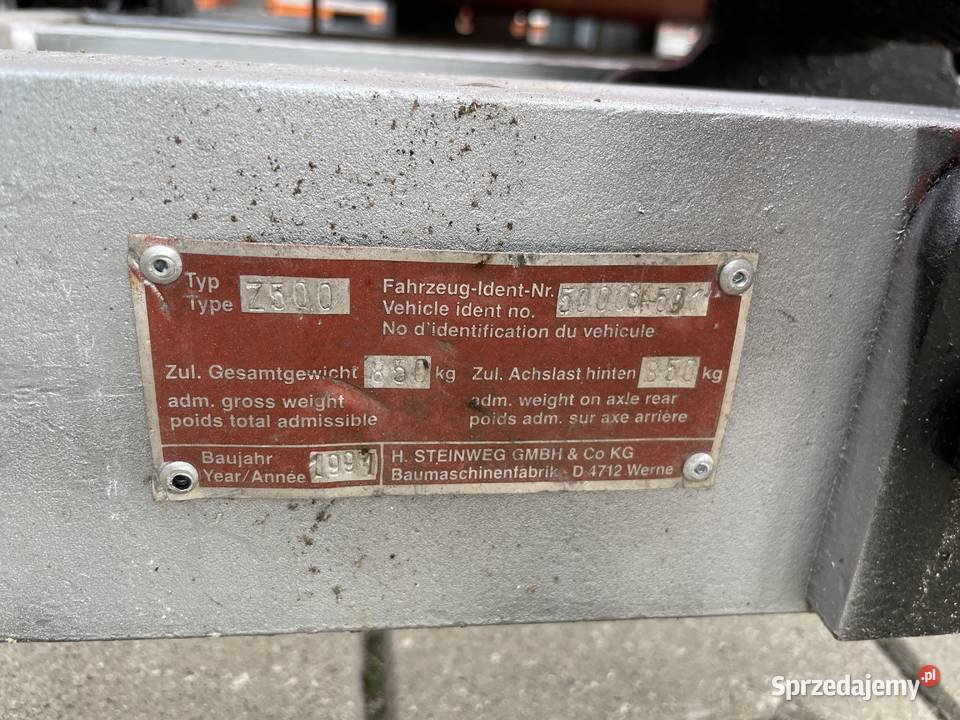 Typ Z500
Type
Fahrzeug-Ident-Nr.
Vehicle ident no.
No d'identification du vehicule
Zul. Gesamtgewicht 850 kg
adm. gross weight
poids total admissible
Zul. Achslast hinten 850 kg
adm. weight on axle rear
poids adm. sur axe arrière
Baujahr
Year/Année 1991
H. STEINWEG GMBH & Co KG
Baumaschinenfabrik - D 4712 Werne
Sprzedajemy.pl